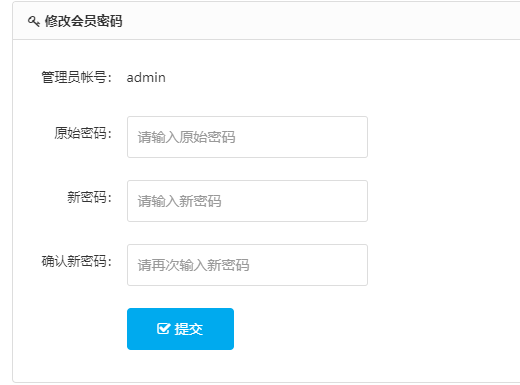 修改会员密码
管理员帐号： admin
原始密码： 请输入原始密码
新密码： 请输入新密码
确认新密码： 请再次输入新密码
提交